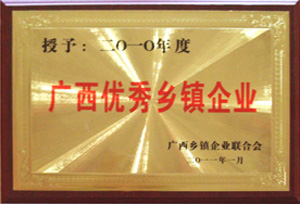 授予：二〇一〇年度
广西优秀乡镇企业
广西乡镇企业联合会
二〇一一年一月